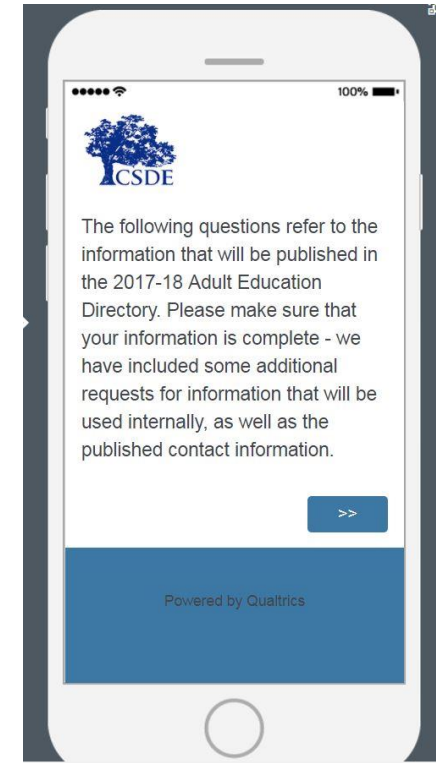 100%
CSDE
The following questions refer to the
information that will be published in
the 2017-18 Adult Education
Directory. Please make sure that
your information is complete - we
have included some additional
requests for information that will be
used internally, as well as the
published contact information.
>>
Powered by Qualtrics